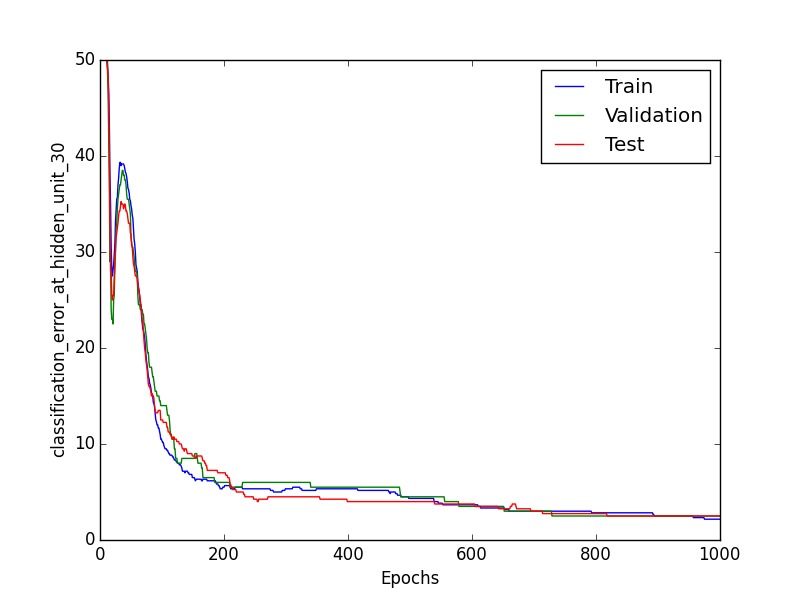 50
40
30
20
10
0
classification_error_at_hidden_unit_30
Train
Validation
Test
0 200 400 600 800 1000
Epochs